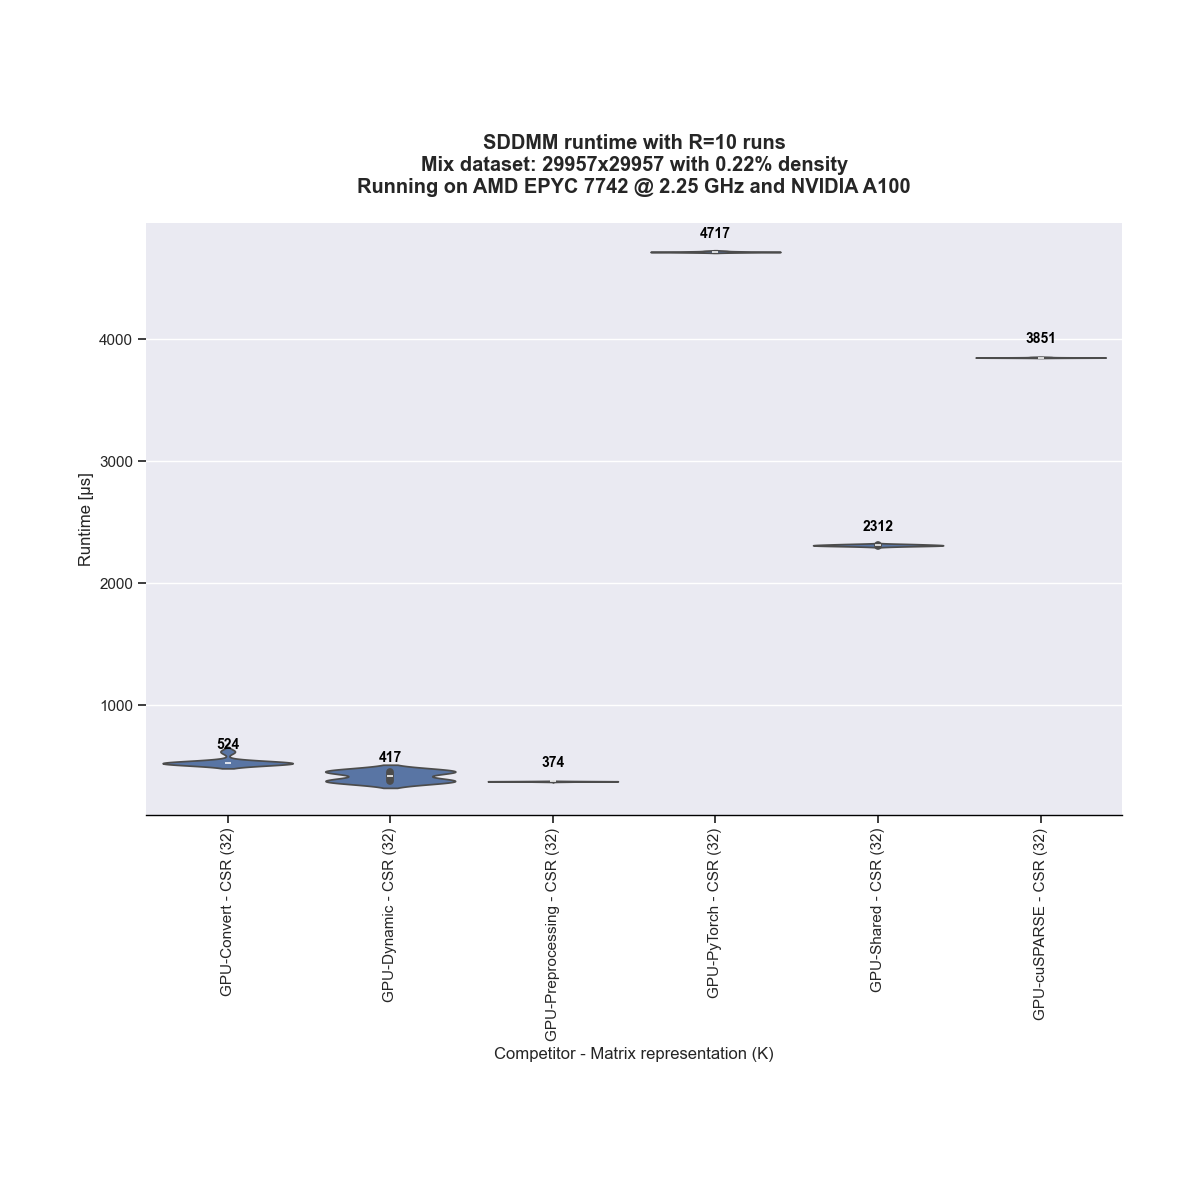 SDDMM runtime with R=10 runs
Mix dataset: 29957x29957 with 0.22% density
Running on AMD EPYC 7742 @ 2.25 GHz and NVIDIA A100
4717
4000
3851
3000
Runtime [μs]
2312
2000
1000
524
417
374
GPU-Convert - CSR (32)
GPU-Dynamic - CSR (32)
GPU-Preprocessing - CSR (32)
GPU-PyTorch - CSR (32)
GPU-Shared - CSR (32)
GPU-cuSPARSE - CSR (32)
Competitor - Matrix representation (K)